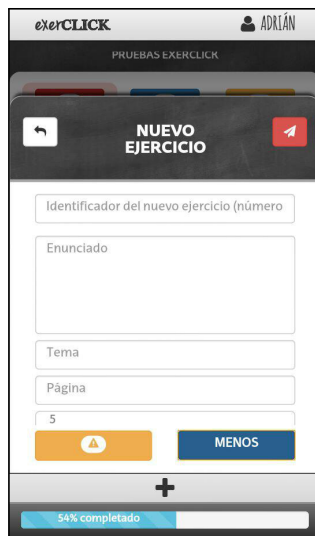 exerCLICK
ADRIÁN
PRUEBAS EXERCLICK
NUEVO
EJERCICIO
Identificador del nuevo ejercicio (número
Enunciado
Tema
Página
5
MENOS
54% completado